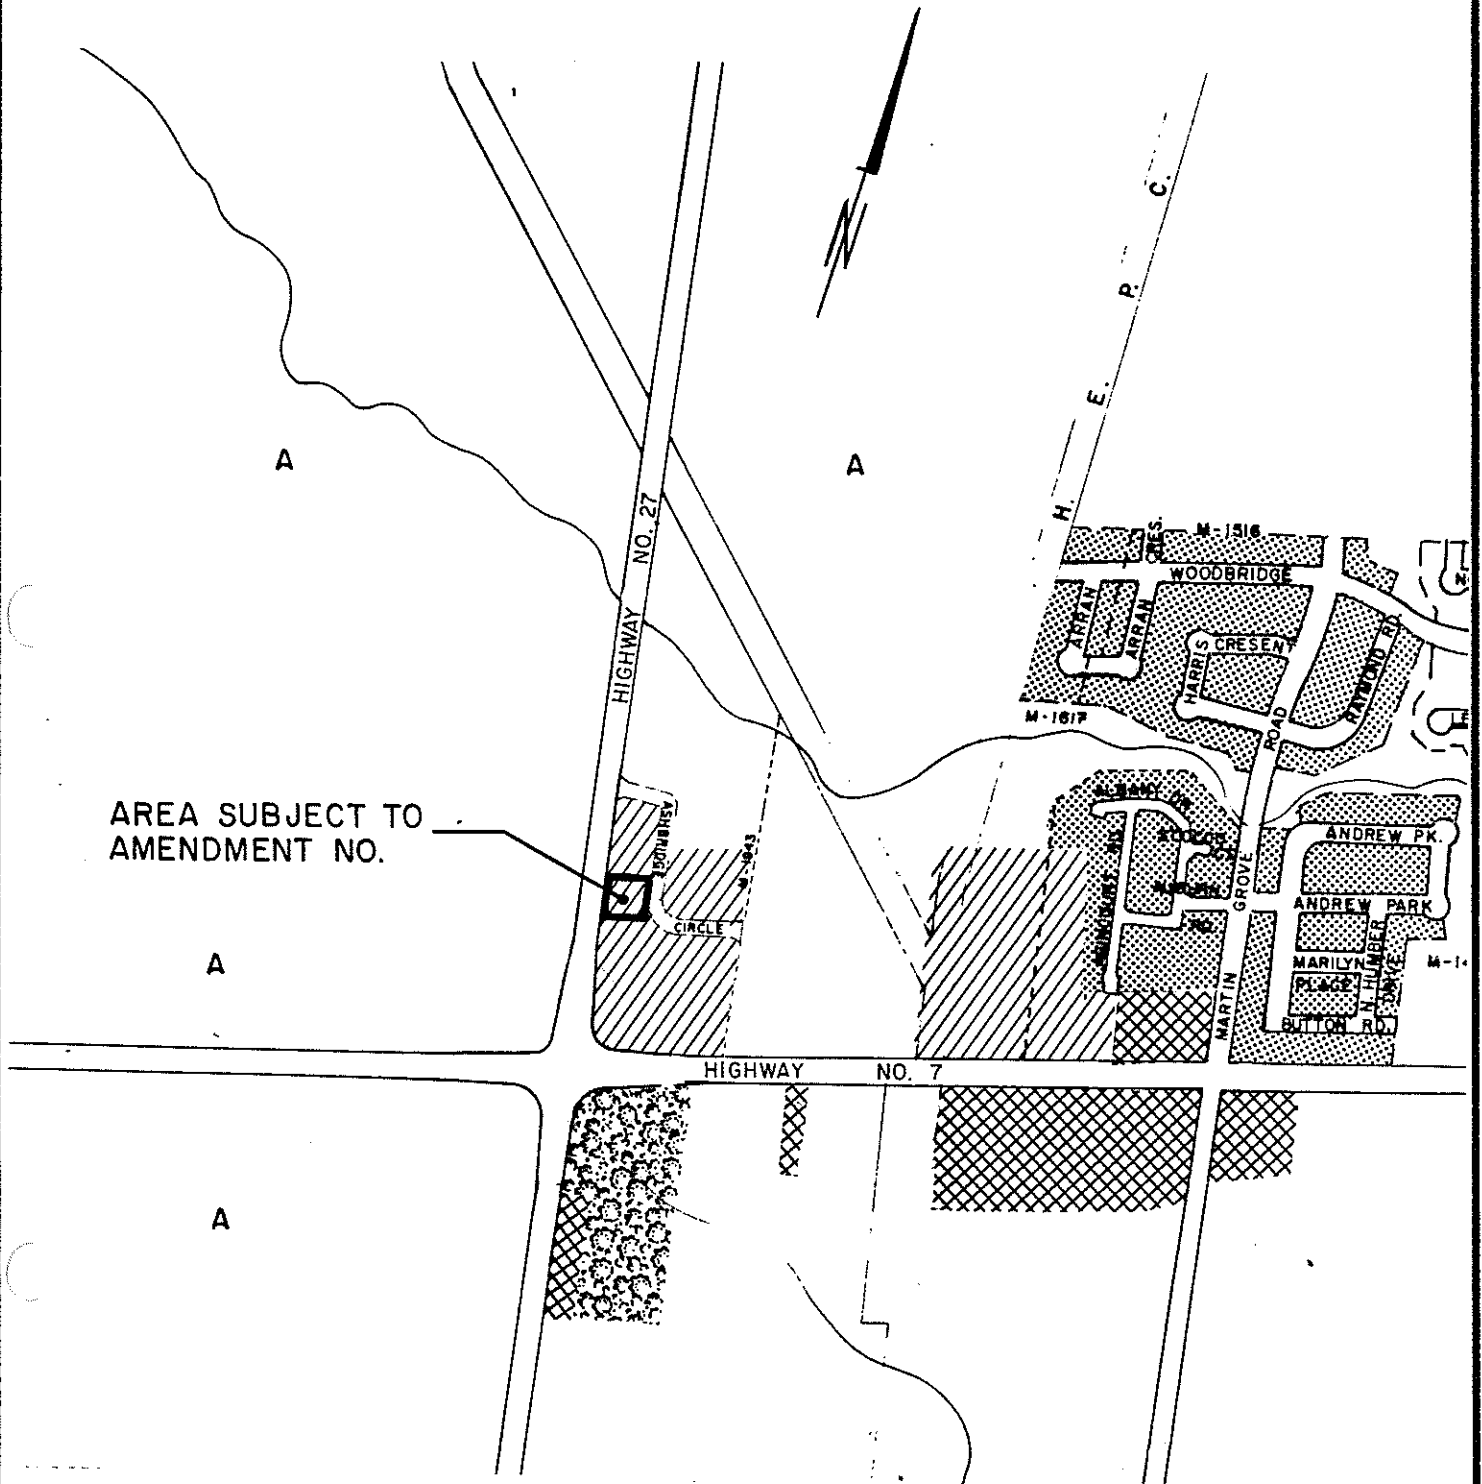 N
H. E. P. C.
A
A
HIGHWAY NO. 27
CRES.
M-1516
WOODBRIDGE
ARRAN
ARRAN
HARRIS
CRESENT
RAYMOND RD.
M-1617
ROAD
AREA SUBJECT TO
AMENDMENT NO.
ASHBRIDGE
CIRCLE
ALBANY DR.
ANDREW PK.
GROVE
ANDREW PARK
A
MARILYN
PLACE
N. HUMBER
DRIVE
MARTIN
BUTTON RD.
HIGHWAY NO. 7
A